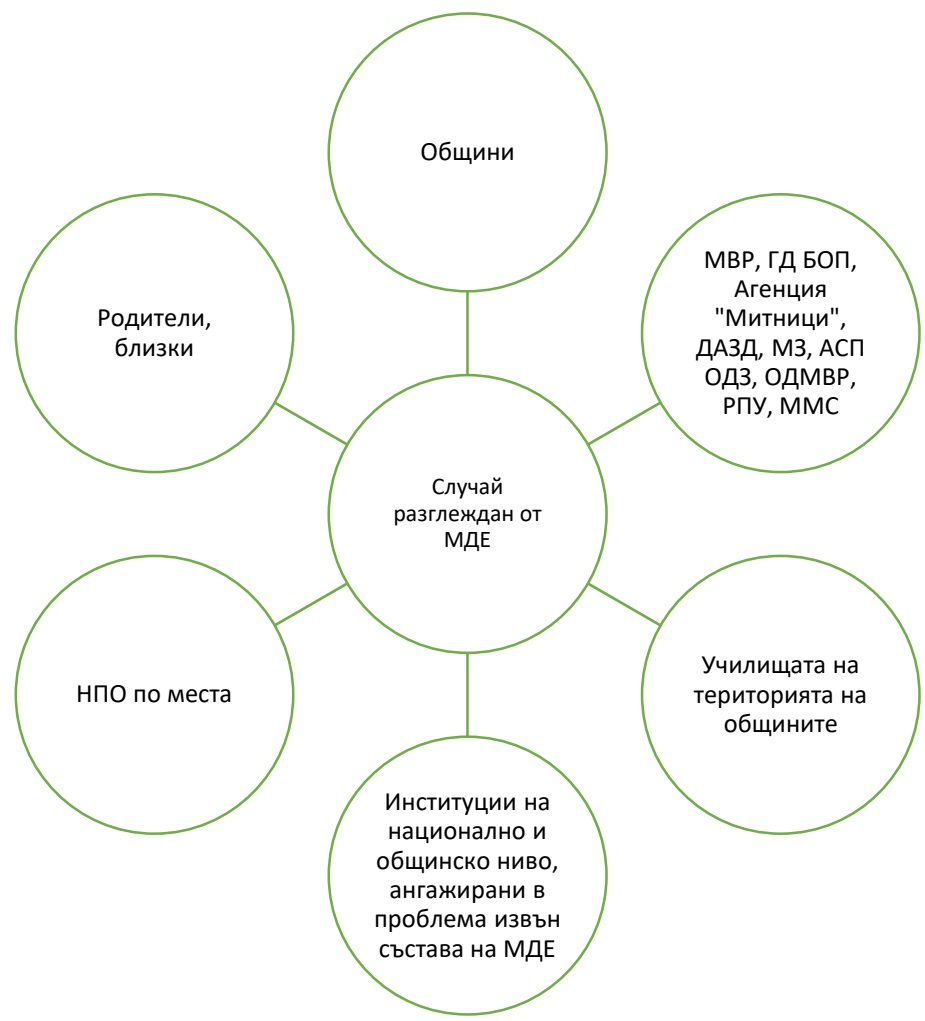 Общини
МВР, ГД БОП,
Агенция
"Митници",
ДАЗД, МЗ, АСП
ОДЗ, ОДМВР,
РПУ, ММС
Родители,
близки
Случай
разглеждан от
МДЕ
НПО по места
Училищата на
територията на
общините
Институции на
национално и
общинско ниво,
ангажирани в
проблема извън
състава на МДЕ